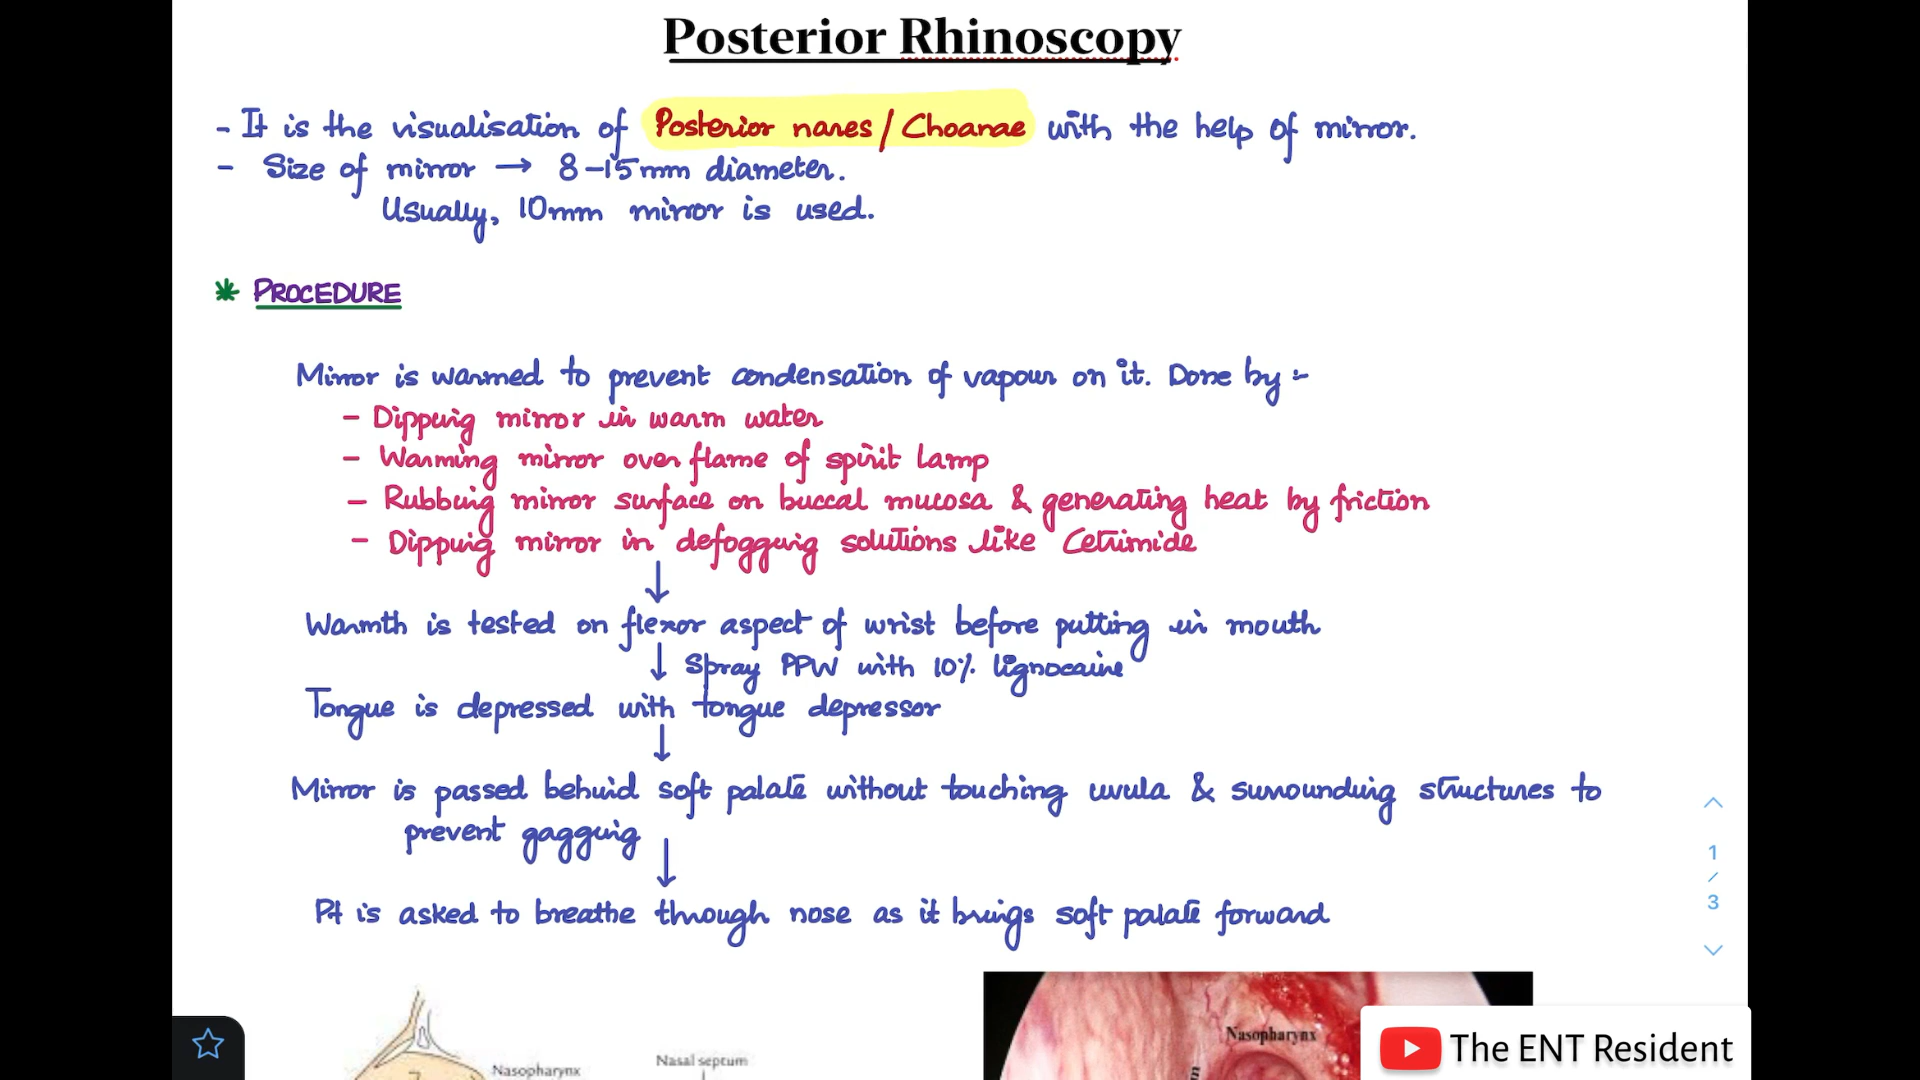 Posterior Rhinoscopy
- It is the visualisation of Posterior nares / Choanae with the help of mirror.
- Size of mirror → 8-15mm diameter.
Usually, 10mm mirror is used.
* PROCEDURE
Mirror is warmed to prevent condensation of vapour on it. Done by :-
- Dipping mirror in warm water
- Warming mirror over flame of spirit lamp
- Rubbing mirror surface on buccal mucosa & generating heat by friction
- Dipping mirror in defogging solutions like Cetrimide
↓
Warmth is tested on flexor aspect of wrist before putting in mouth
↓ Spray PPW with 10% lignocaine
Tongue is depressed with tongue depressor
↓
Mirror is passed behind soft palate without touching uvula & surrounding structures to
prevent gagging
↓
Pt is asked to breathe through nose as it brings soft palate forward
1
/
3
Nasopharynx
Nasal septum
Nasopharynx
The ENT Resident